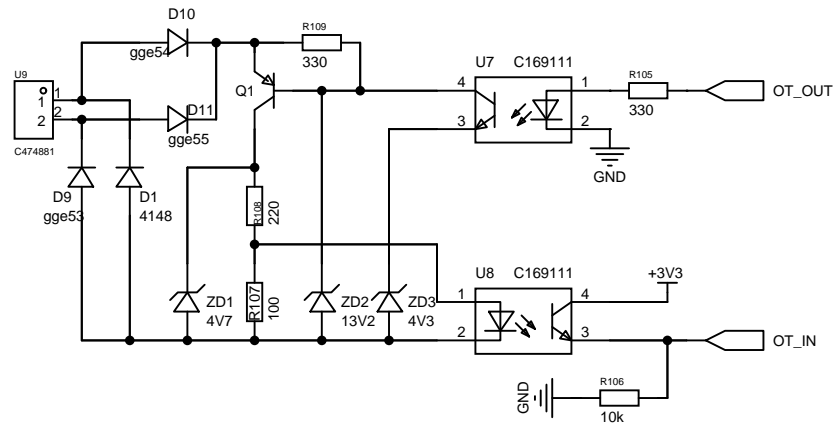 D10
gge54
R109
330
U9
1
2
1
2
C474881
D11
gge55
Q1
U7
C169111
4
3
1
2
R105
330
OT_OUT
GND
D9
gge53
D1
4148
R108
220
R107
100
ZD1
4V7
ZD2
13V2
ZD3
4V3
U8
C169111
1
2
4
3
+3V3
OT_IN
GND
R106
10k